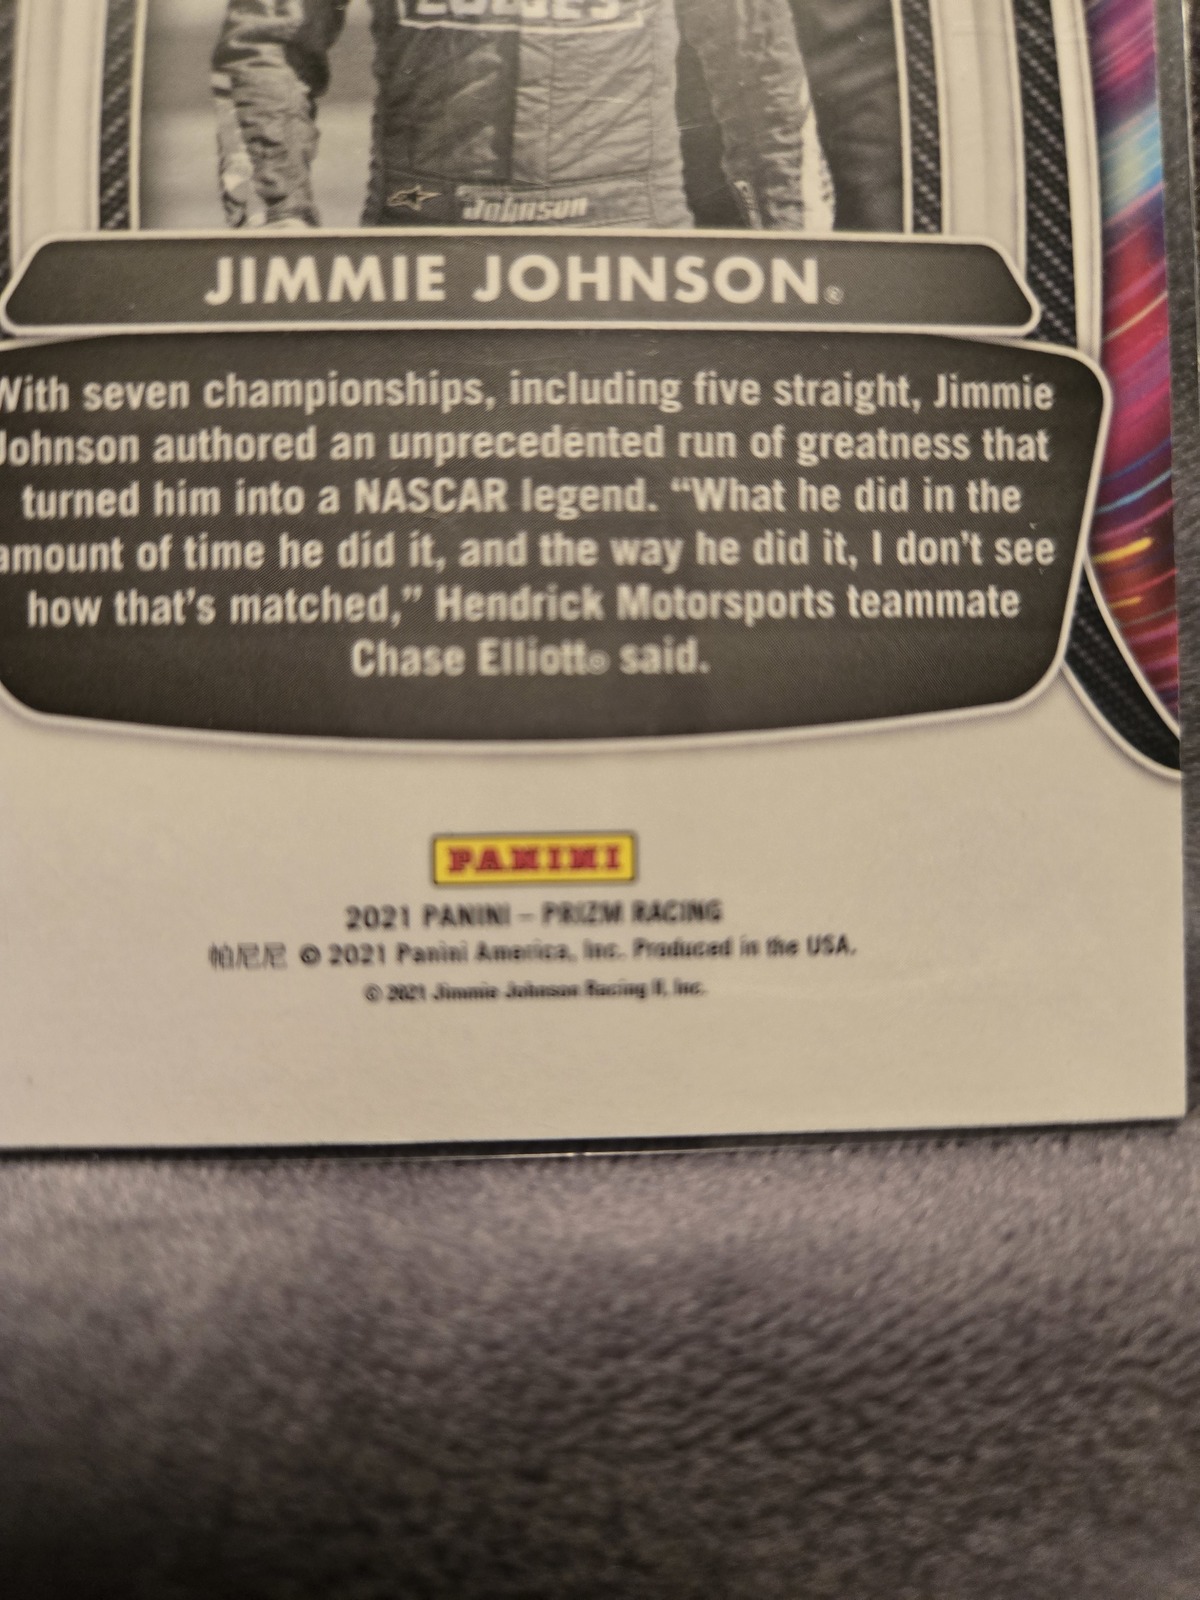 Johnson
JIMMIE JOHNSON®
With seven championships, including five straight, Jimmie
Johnson authored an unprecedented run of greatness that
turned him into a NASCAR legend. “What he did in the
amount of time he did it, and the way he did it, I don't see
how that's matched,” Hendrick Motorsports teammate
Chase Elliott® said.
PANINI
2021 PANINI – PRIZM RACING
帕尼尼 © 2021 Panini America, Inc. Produced in the USA.
© 2021 Jimmie Johnson Racing II, Inc.